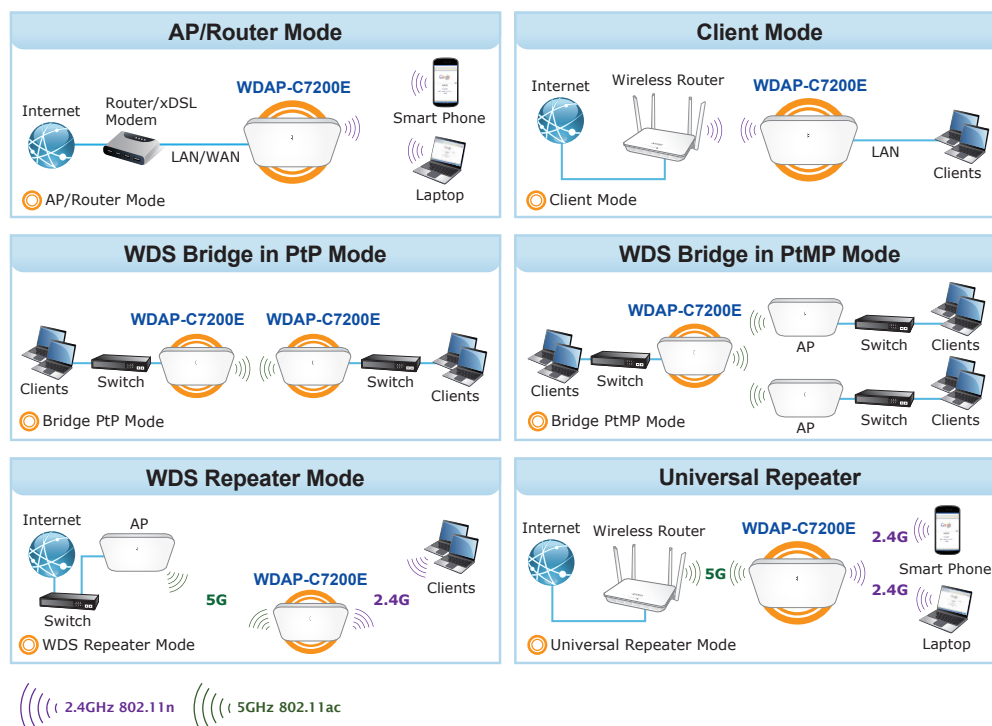 AP/Router Mode
WDAP-C7200E
Internet
Router/xDSL
Modem
LAN/WAN
Smart Phone
Laptop
AP/Router Mode
Client Mode
Internet
Wireless Router
WDAP-C7200E
LAN
Clients
Client Mode
WDS Bridge in PtP Mode
WDAP-C7200E
WDAP-C7200E
Clients
Switch
Switch
Clients
Bridge PtP Mode
WDS Bridge in PtMP Mode
WDAP-C7200E
Clients
Switch
AP
Switch
Clients
AP
Switch
Clients
Bridge PtMP Mode
WDS Repeater Mode
Internet
AP
Switch
5G
WDAP-C7200E
2.4G
Clients
WDS Repeater Mode
Universal Repeater
Internet
Wireless Router
5G
WDAP-C7200E
2.4G
Smart Phone
2.4G
Laptop
Universal Repeater Mode
2.4GHz 802.11n
5GHz 802.11ac